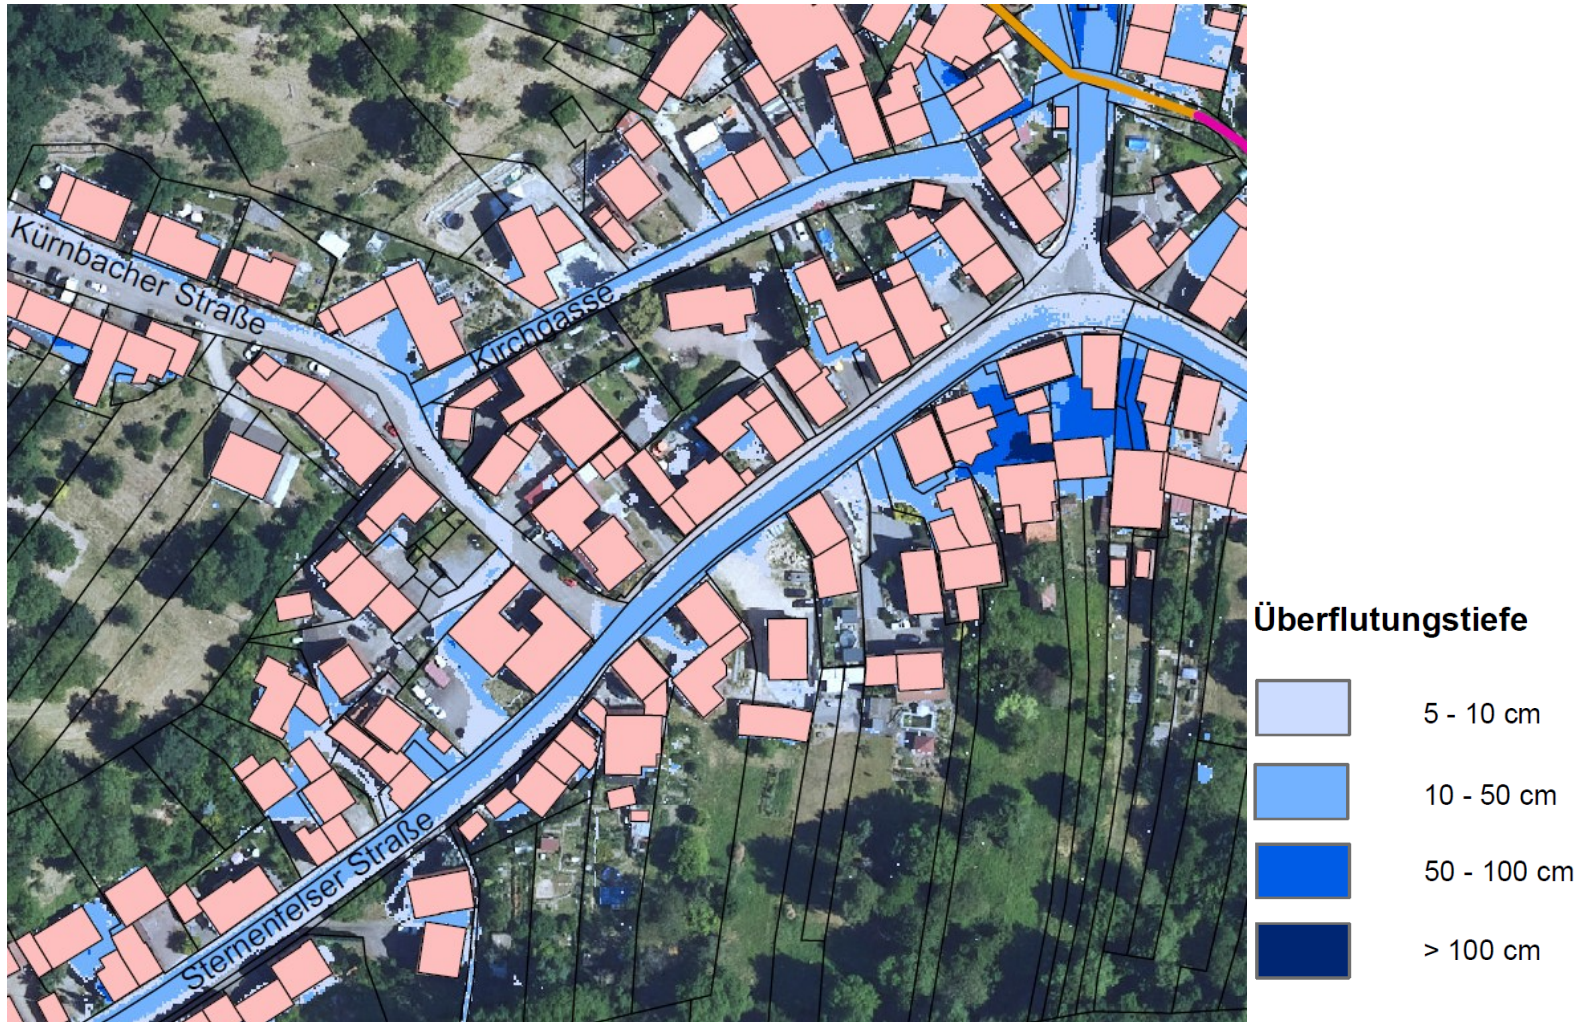 Kürnbacher Straße
Kirchgasse
Sternenfelser Straße
Überflutungstiefe
5 - 10 cm
10 - 50 cm
50 - 100 cm
> 100 cm